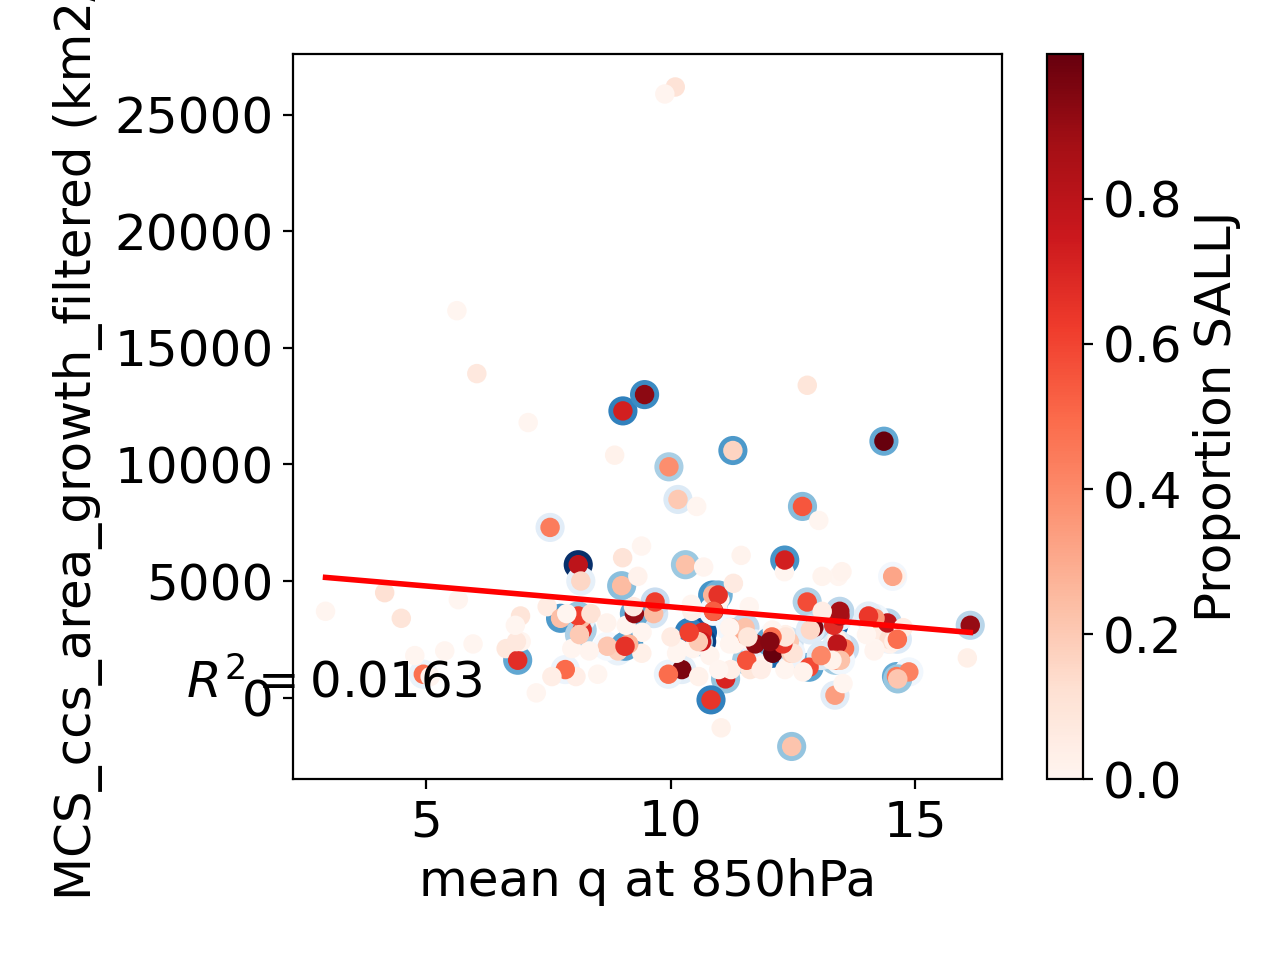 MCS_ccs_area_growth_filtered (km2/
25000
20000
15000
10000
5000
0
R² = 0.0163
5 10 15
mean q at 850hPa
0.8
0.6
0.4
0.2
0.0
Proportion SALLJ